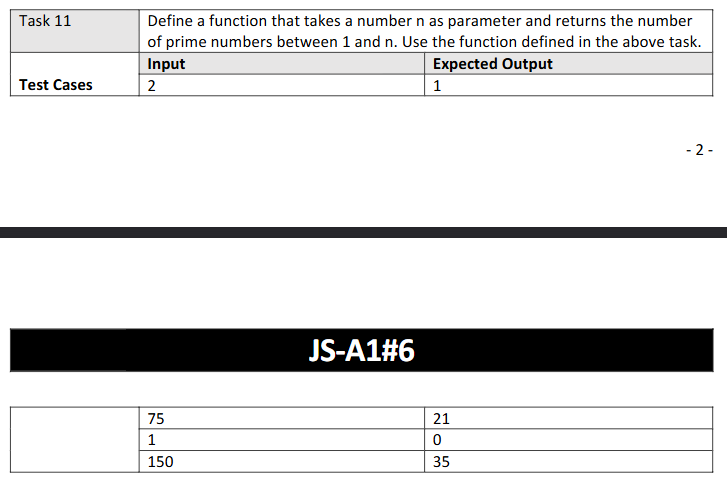 Task 11
Define a function that takes a number n as parameter and returns the number
of prime numbers between 1 and n. Use the function defined in the above task.
Input Expected Output
Test Cases
2 1
- 2 -
JS-A1#6
75 21
1 0
150 35